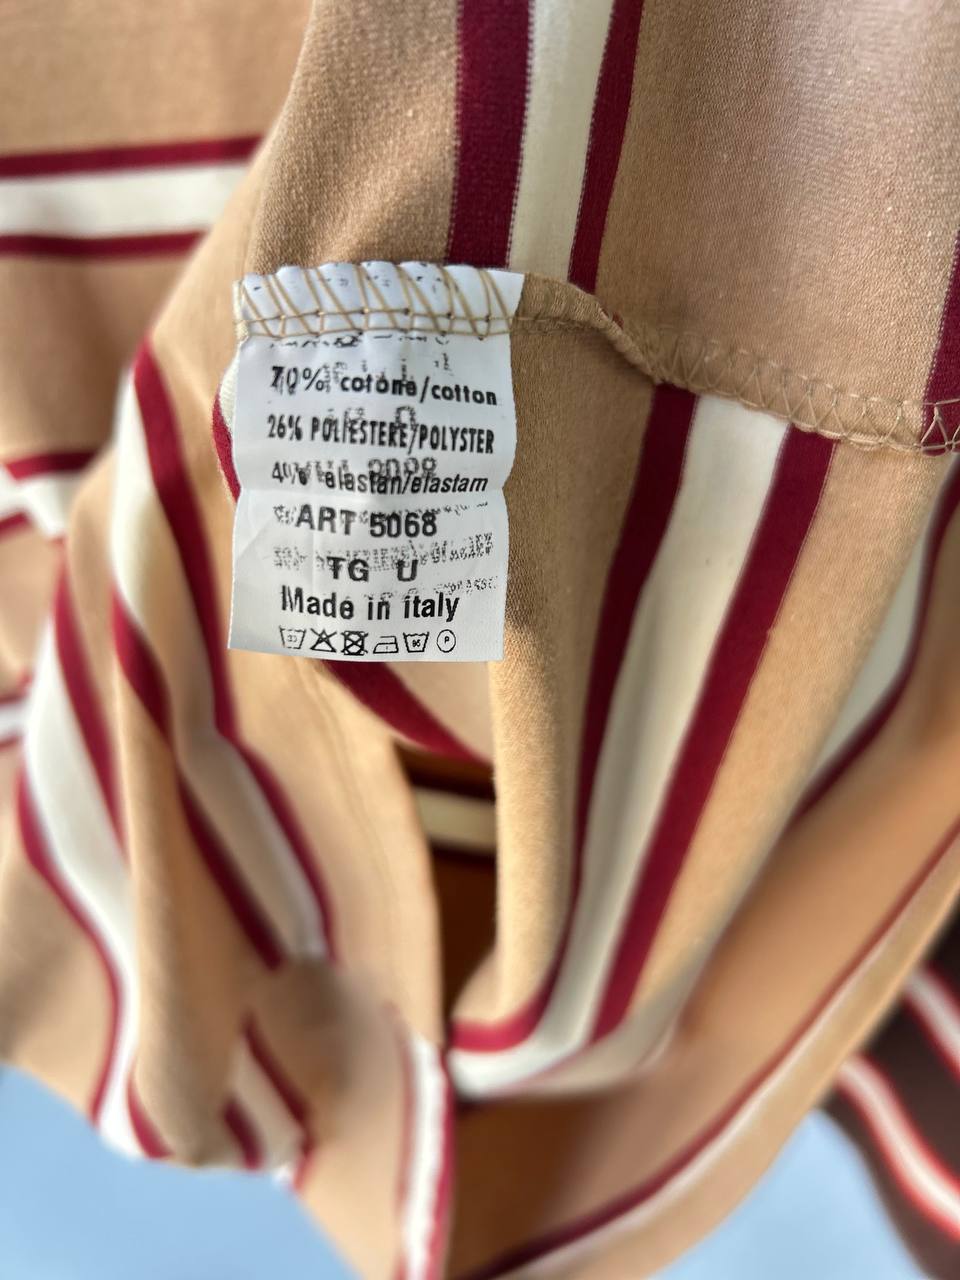 70% cotone/cotton
26% POLIESTERE/POLYSTER
4% elastan/elastam
ART 5068
TG U
Made in italy